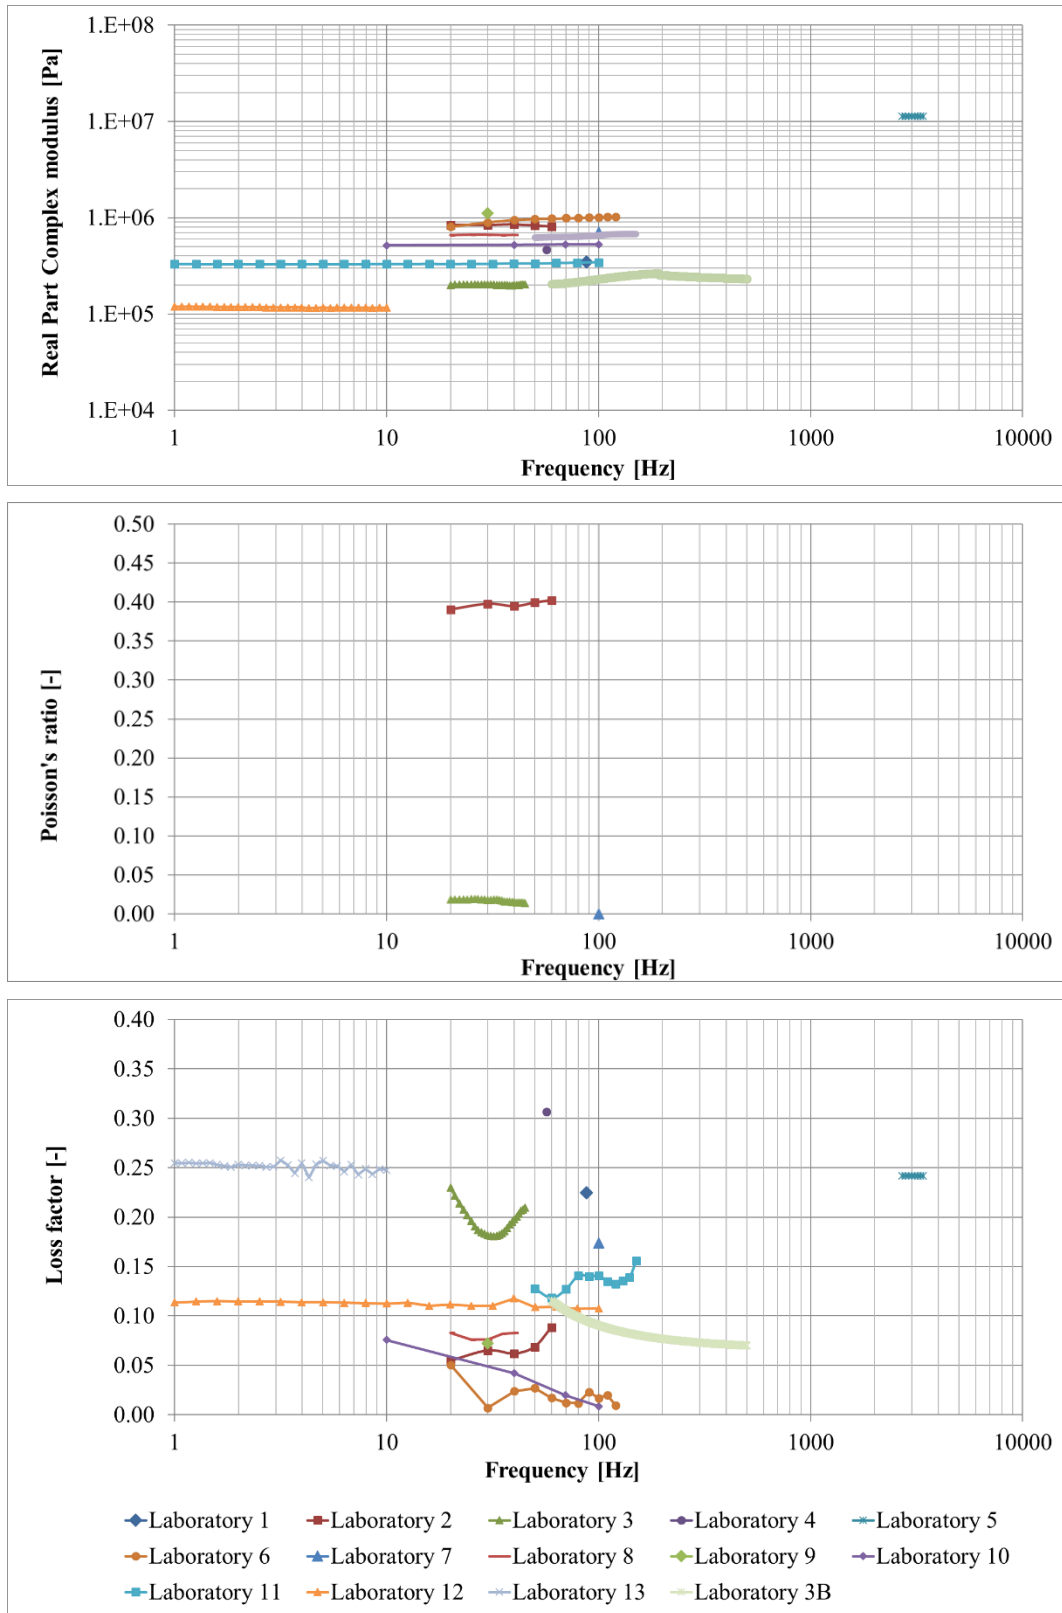 Real Part Complex modulus [Pa]
1.E+08
1.E+07
1.E+06
1.E+05
1.E+04
1 10 100 1000 10000
Frequency [Hz]
Poisson's ratio [-]
0.50
0.45
0.40
0.35
0.30
0.25
0.20
0.15
0.10
0.05
0.00
1 10 100 1000 10000
Frequency [Hz]
Loss factor [-]
0.40
0.35
0.30
0.25
0.20
0.15
0.10
0.05
0.00
1 10 100 1000 10000
Frequency [Hz]
Laboratory 1 Laboratory 2 Laboratory 3 Laboratory 4 Laboratory 5
Laboratory 6 Laboratory 7 Laboratory 8 Laboratory 9 Laboratory 10
Laboratory 11 Laboratory 12 Laboratory 13 Laboratory 3B